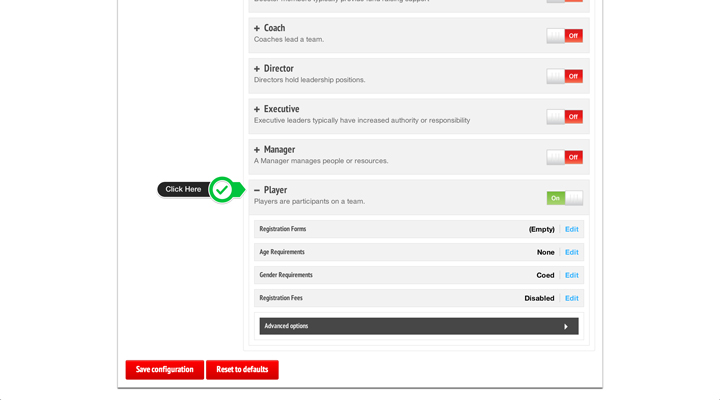 Booster members typically provide fund raising support
+ Coach
Coaches lead a team.
Off
+ Director
Directors hold leadership positions.
Off
+ Executive
Executive leaders typically have increased authority or responsibility
Off
+ Manager
A Manager manages people or resources.
Off
Click Here
− Player
Players are participants on a team.
On
Registration Forms (Empty) Edit
Age Requirements None Edit
Gender Requirements Coed Edit
Registration Fees Disabled Edit
Advanced options
Save configuration Reset to defaults